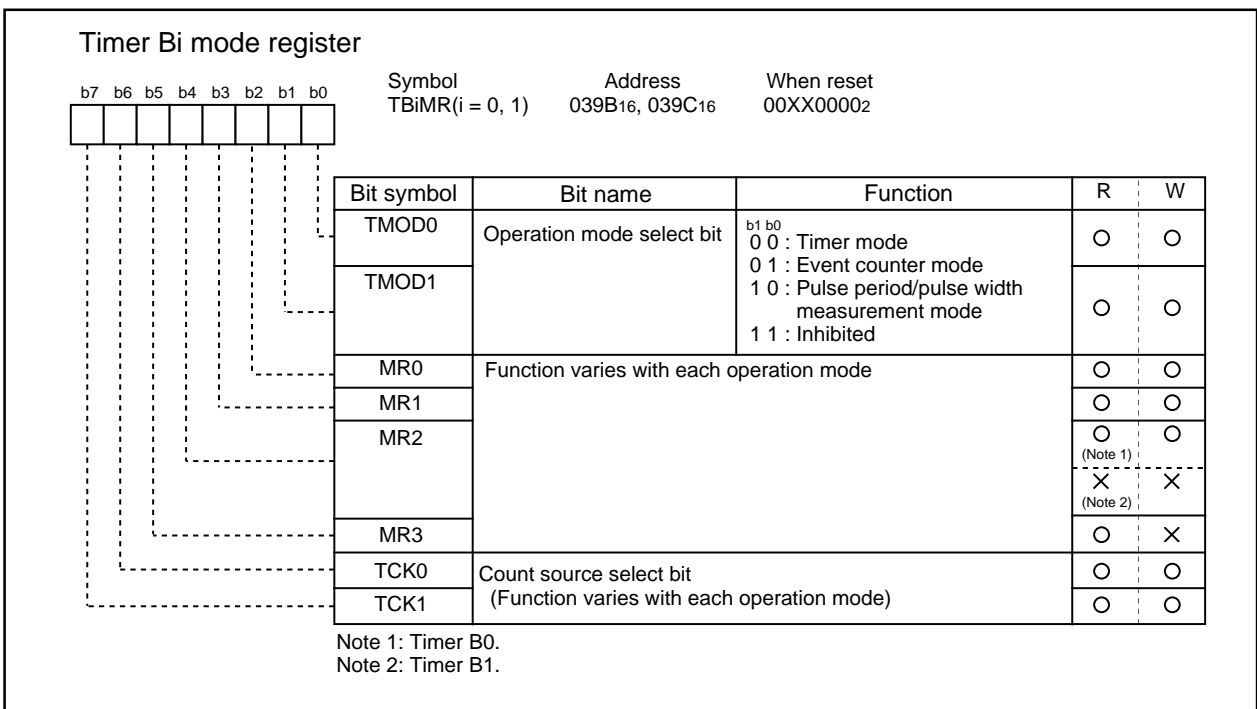 Timer Bi mode register
Symbol Address When reset
b7 b6 b5 b4 b3 b2 b1 b0
TBiMR(i = 0, 1) 039B16, 039C16 00XX00002
Bit symbol Bit name Function R W
TMOD0 Operation mode select bit b1 b0
0 0 : Timer mode
0 1 : Event counter mode
TMOD1
1 0 : Pulse period/pulse width
measurement mode
1 1 : Inhibited
MR0 Function varies with each operation mode
MR1
MR2
(Note 1)
(Note 2)
MR3
TCK0 Count source select bit
TCK1 (Function varies with each operation mode)
Note 1: Timer B0.
Note 2: Timer B1.